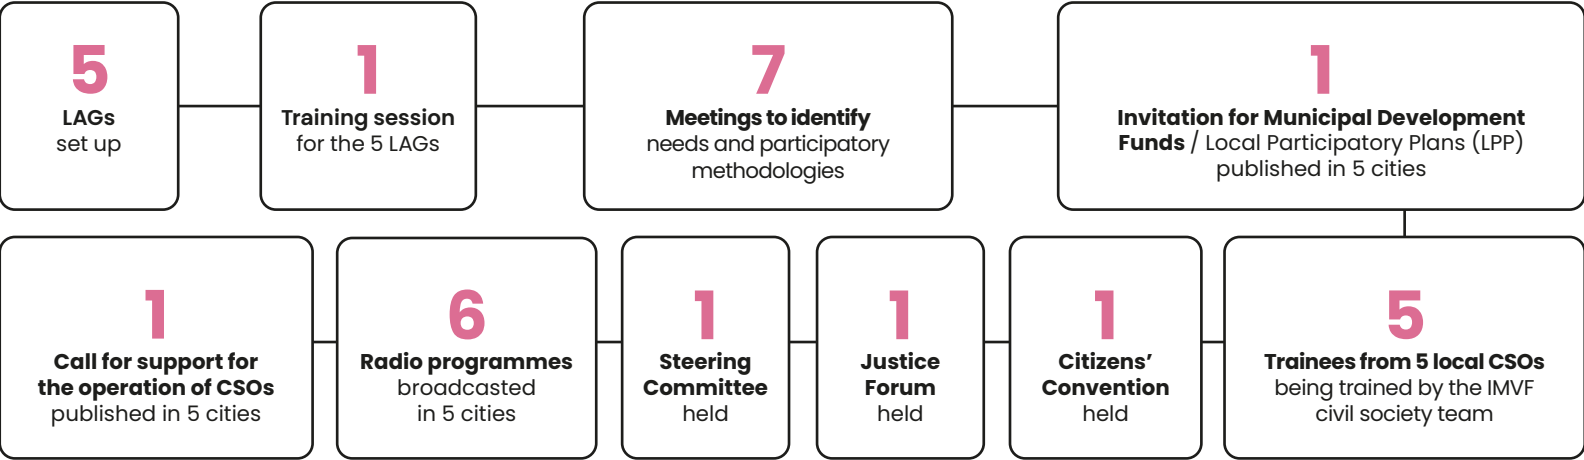 5
LAGs
set up
1
Training session
for the 5 LAGs
7
Meetings to identify
needs and participatory
methodologies
1
Invitation for Municipal Development
Funds / Local Participatory Plans (LPP)
published in 5 cities
1
Call for support for
the operation of CSOs
published in 5 cities
6
Radio programmes
broadcasted
in 5 cities
1
Steering
Committee
held
1
Justice
Forum
held
1
Citizens’
Convention
held
5
Trainees from 5 local CSOs
being trained by the IMVF
civil society team